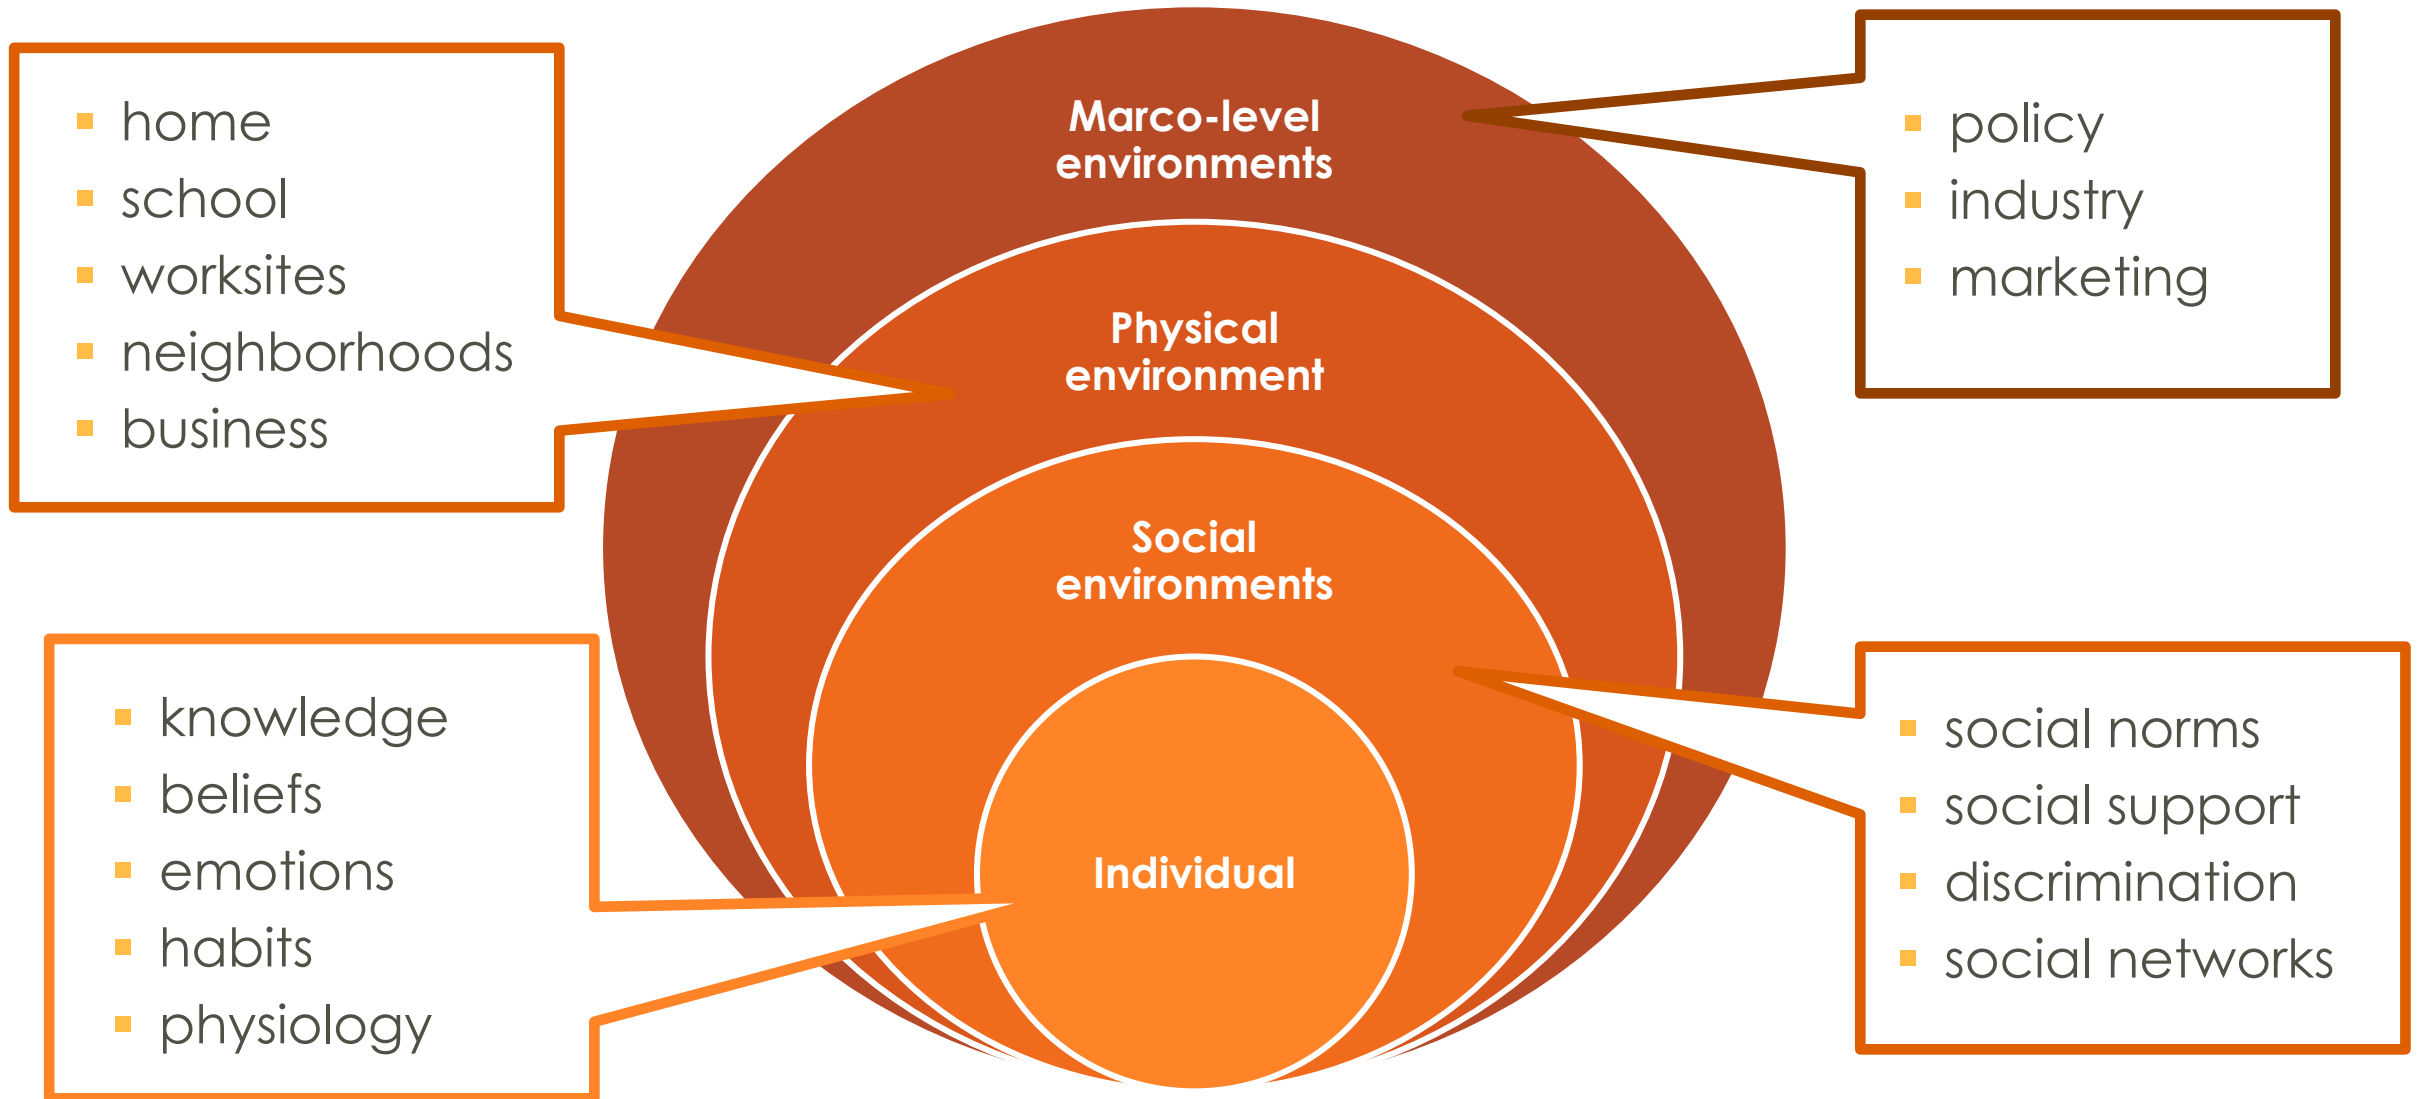 home
school
worksites
neighborhoods
business
Marco-level
environments
policy
industry
marketing
Physical
environment
Social
environments
knowledge
beliefs
emotions
habits
physiology
Individual
social norms
social support
discrimination
social networks